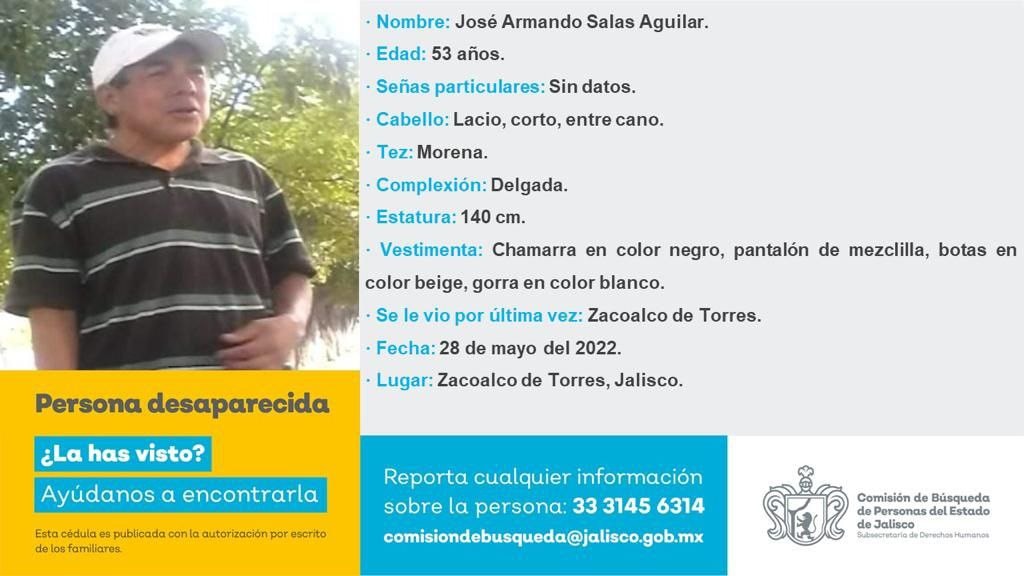 · Nombre: José Armando Salas Aguilar.
· Edad: 53 años.
· Señas particulares: Sin datos.
· Cabello: Lacio, corto, entre cano.
· Tez: Morena.
· Complexión: Delgada.
· Estatura: 140 cm.
· Vestimenta: Chamarra en color negro, pantalón de mezclilla, botas en
color beige, gorra en color blanco.
· Se le vio por última vez: Zacoalco de Torres.
· Fecha: 28 de mayo del 2022.
· Lugar: Zacoalco de Torres, Jalisco.
Persona desaparecida
¿La has visto?
Ayúdanos a encontrarla
Esta cédula es publicada con la autorización por escrito
de los familiares.
Reporta cualquier información
sobre la persona: 33 3145 6314
comisiondebusqueda@jalisco.gob.mx
Comisión de Búsqueda
de Personas del Estado
de Jalisco
Subsecretaría de Derechos Humanos